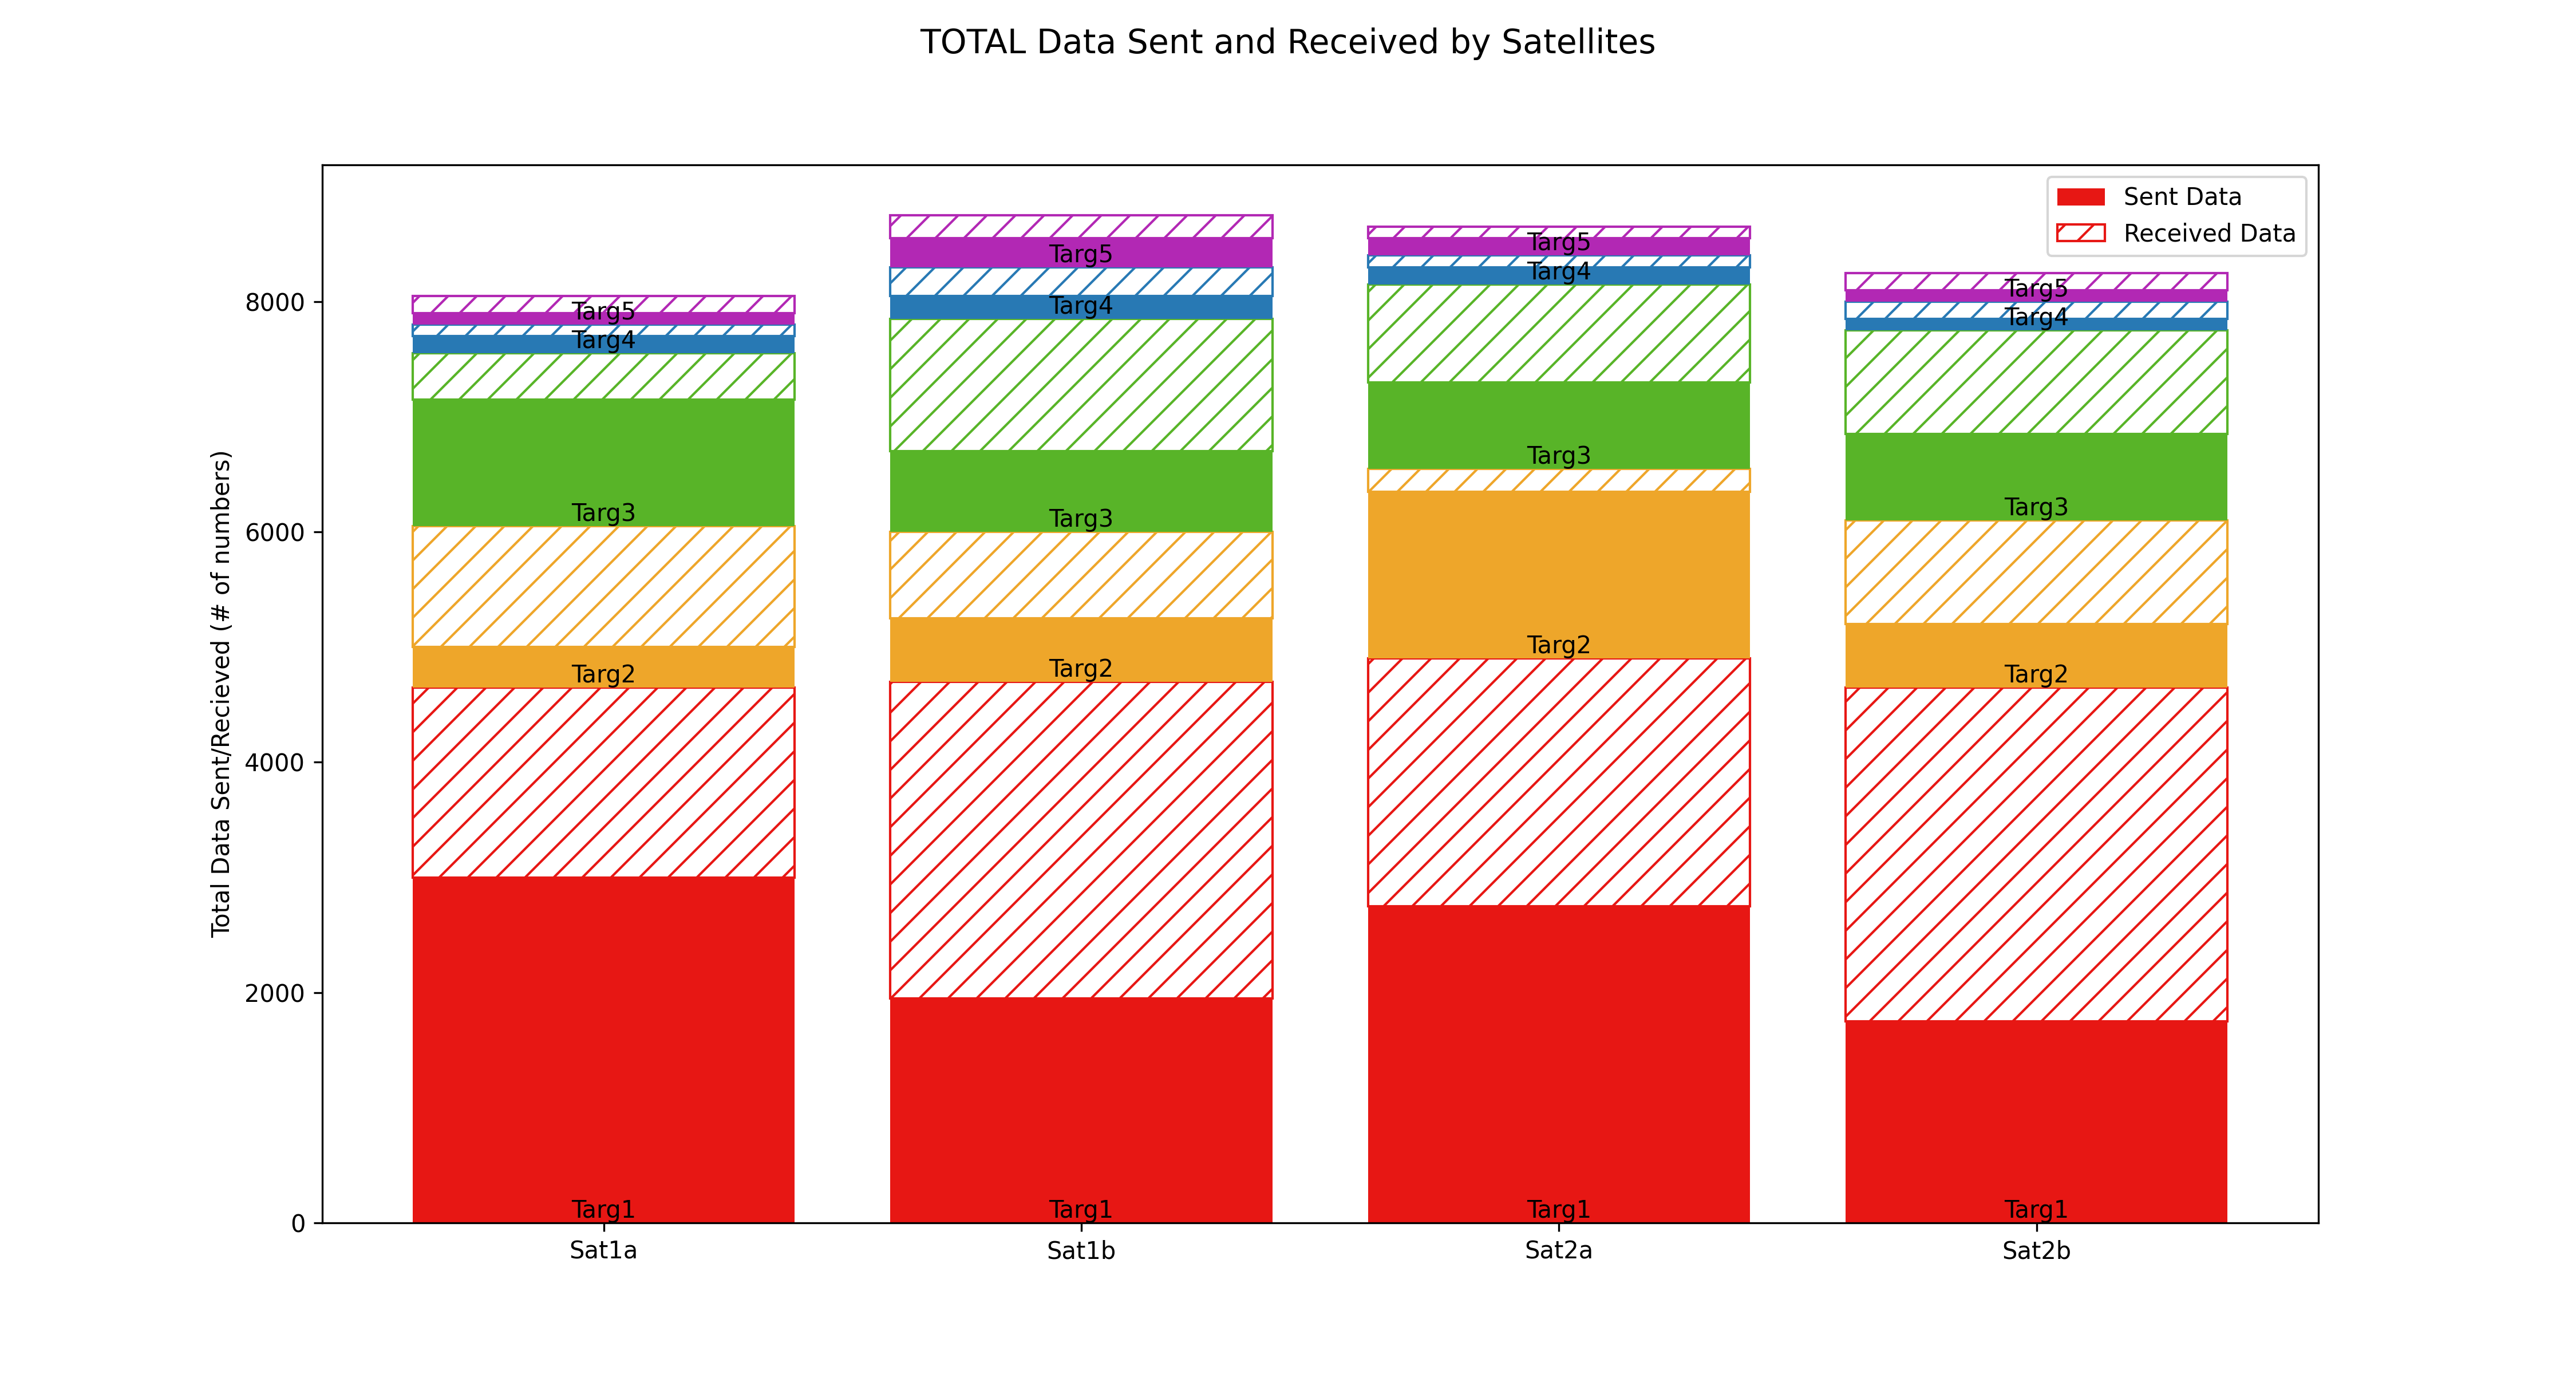 TOTAL Data Sent and Received by Satellites
Sent Data
Received Data
Total Data Sent/Recieved (# of numbers)
8000
6000
4000
2000
0
Targ5
Targ4
Targ3
Targ2
Targ1
Targ5
Targ4
Targ3
Targ2
Targ1
Targ5
Targ4
Targ3
Targ2
Targ1
Targ5
Targ4
Targ3
Targ2
Targ1
Sat1a
Sat1b
Sat2a
Sat2b